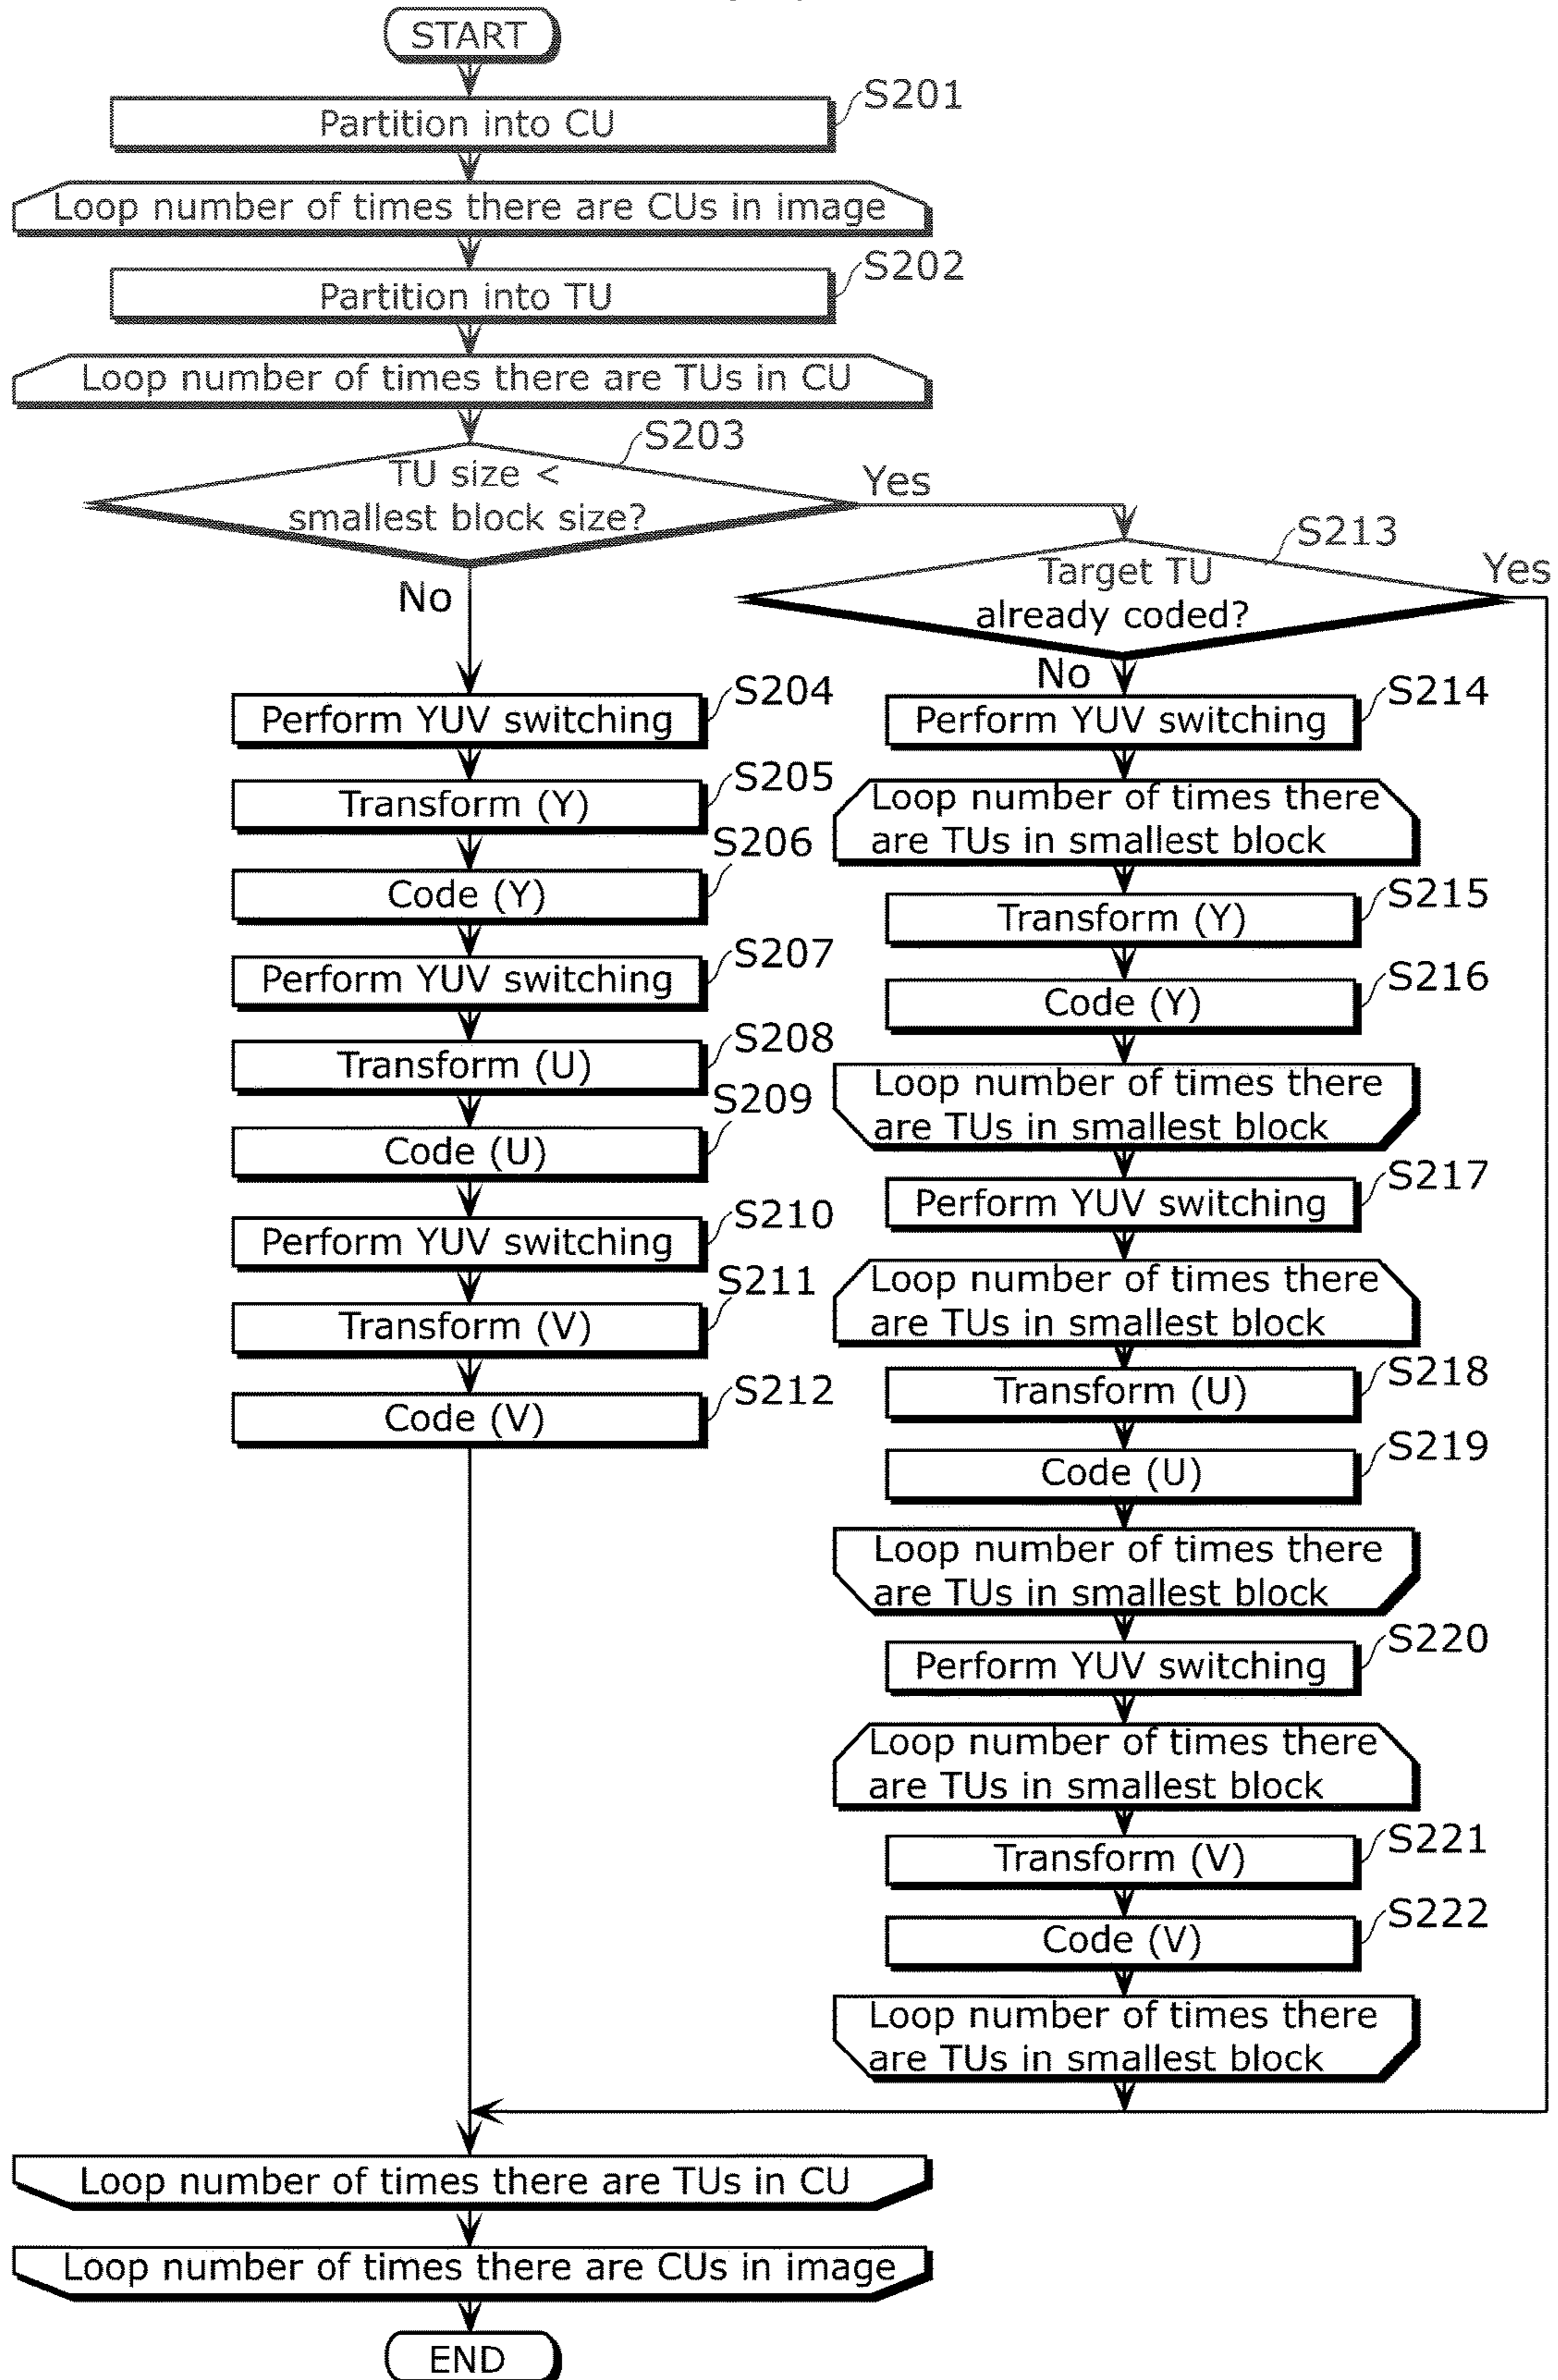 START
S201
Partition into CU
Loop number of times there are CUs in image
S202
Partition into TU
Loop number of times there are TUs in CU
S203
TU size <
smallest block size?
Yes
No
S204
Perform YUV switching
S205
Transform (Y)
S206
Code (Y)
S207
Perform YUV switching
S208
Transform (U)
S209
Code (U)
S210
Perform YUV switching
S211
Transform (V)
S212
Code (V)
S213
Target TU
already coded?
Yes
No
S214
Perform YUV switching
Loop number of times there
are TUs in smallest block
S215
Transform (Y)
S216
Code (Y)
Loop number of times there
are TUs in smallest block
S217
Perform YUV switching
Loop number of times there
are TUs in smallest block
S218
Transform (U)
S219
Code (U)
Loop number of times there
are TUs in smallest block
S220
Perform YUV switching
Loop number of times there
are TUs in smallest block
S221
Transform (V)
S222
Code (V)
Loop number of times there
are TUs in smallest block
Loop number of times there are TUs in CU
Loop number of times there are CUs in image
END